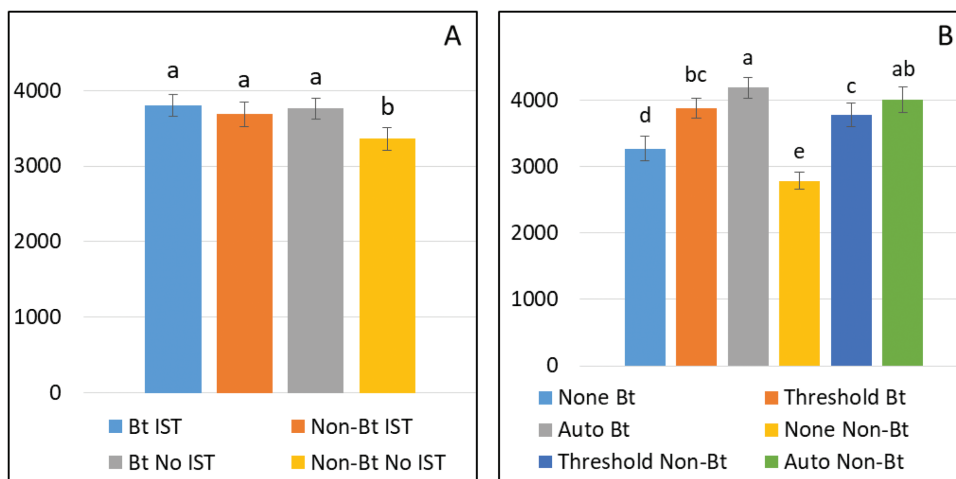 A
4000
3000
2000
1000
0
a
a
a
b
Bt IST
Non-Bt IST
Bt No IST
Non-Bt No IST
B
4000
3000
2000
1000
0
d
bc
a
e
c
ab
None Bt
Threshold Bt
Auto Bt
None Non-Bt
Threshold Non-Bt
Auto Non-Bt